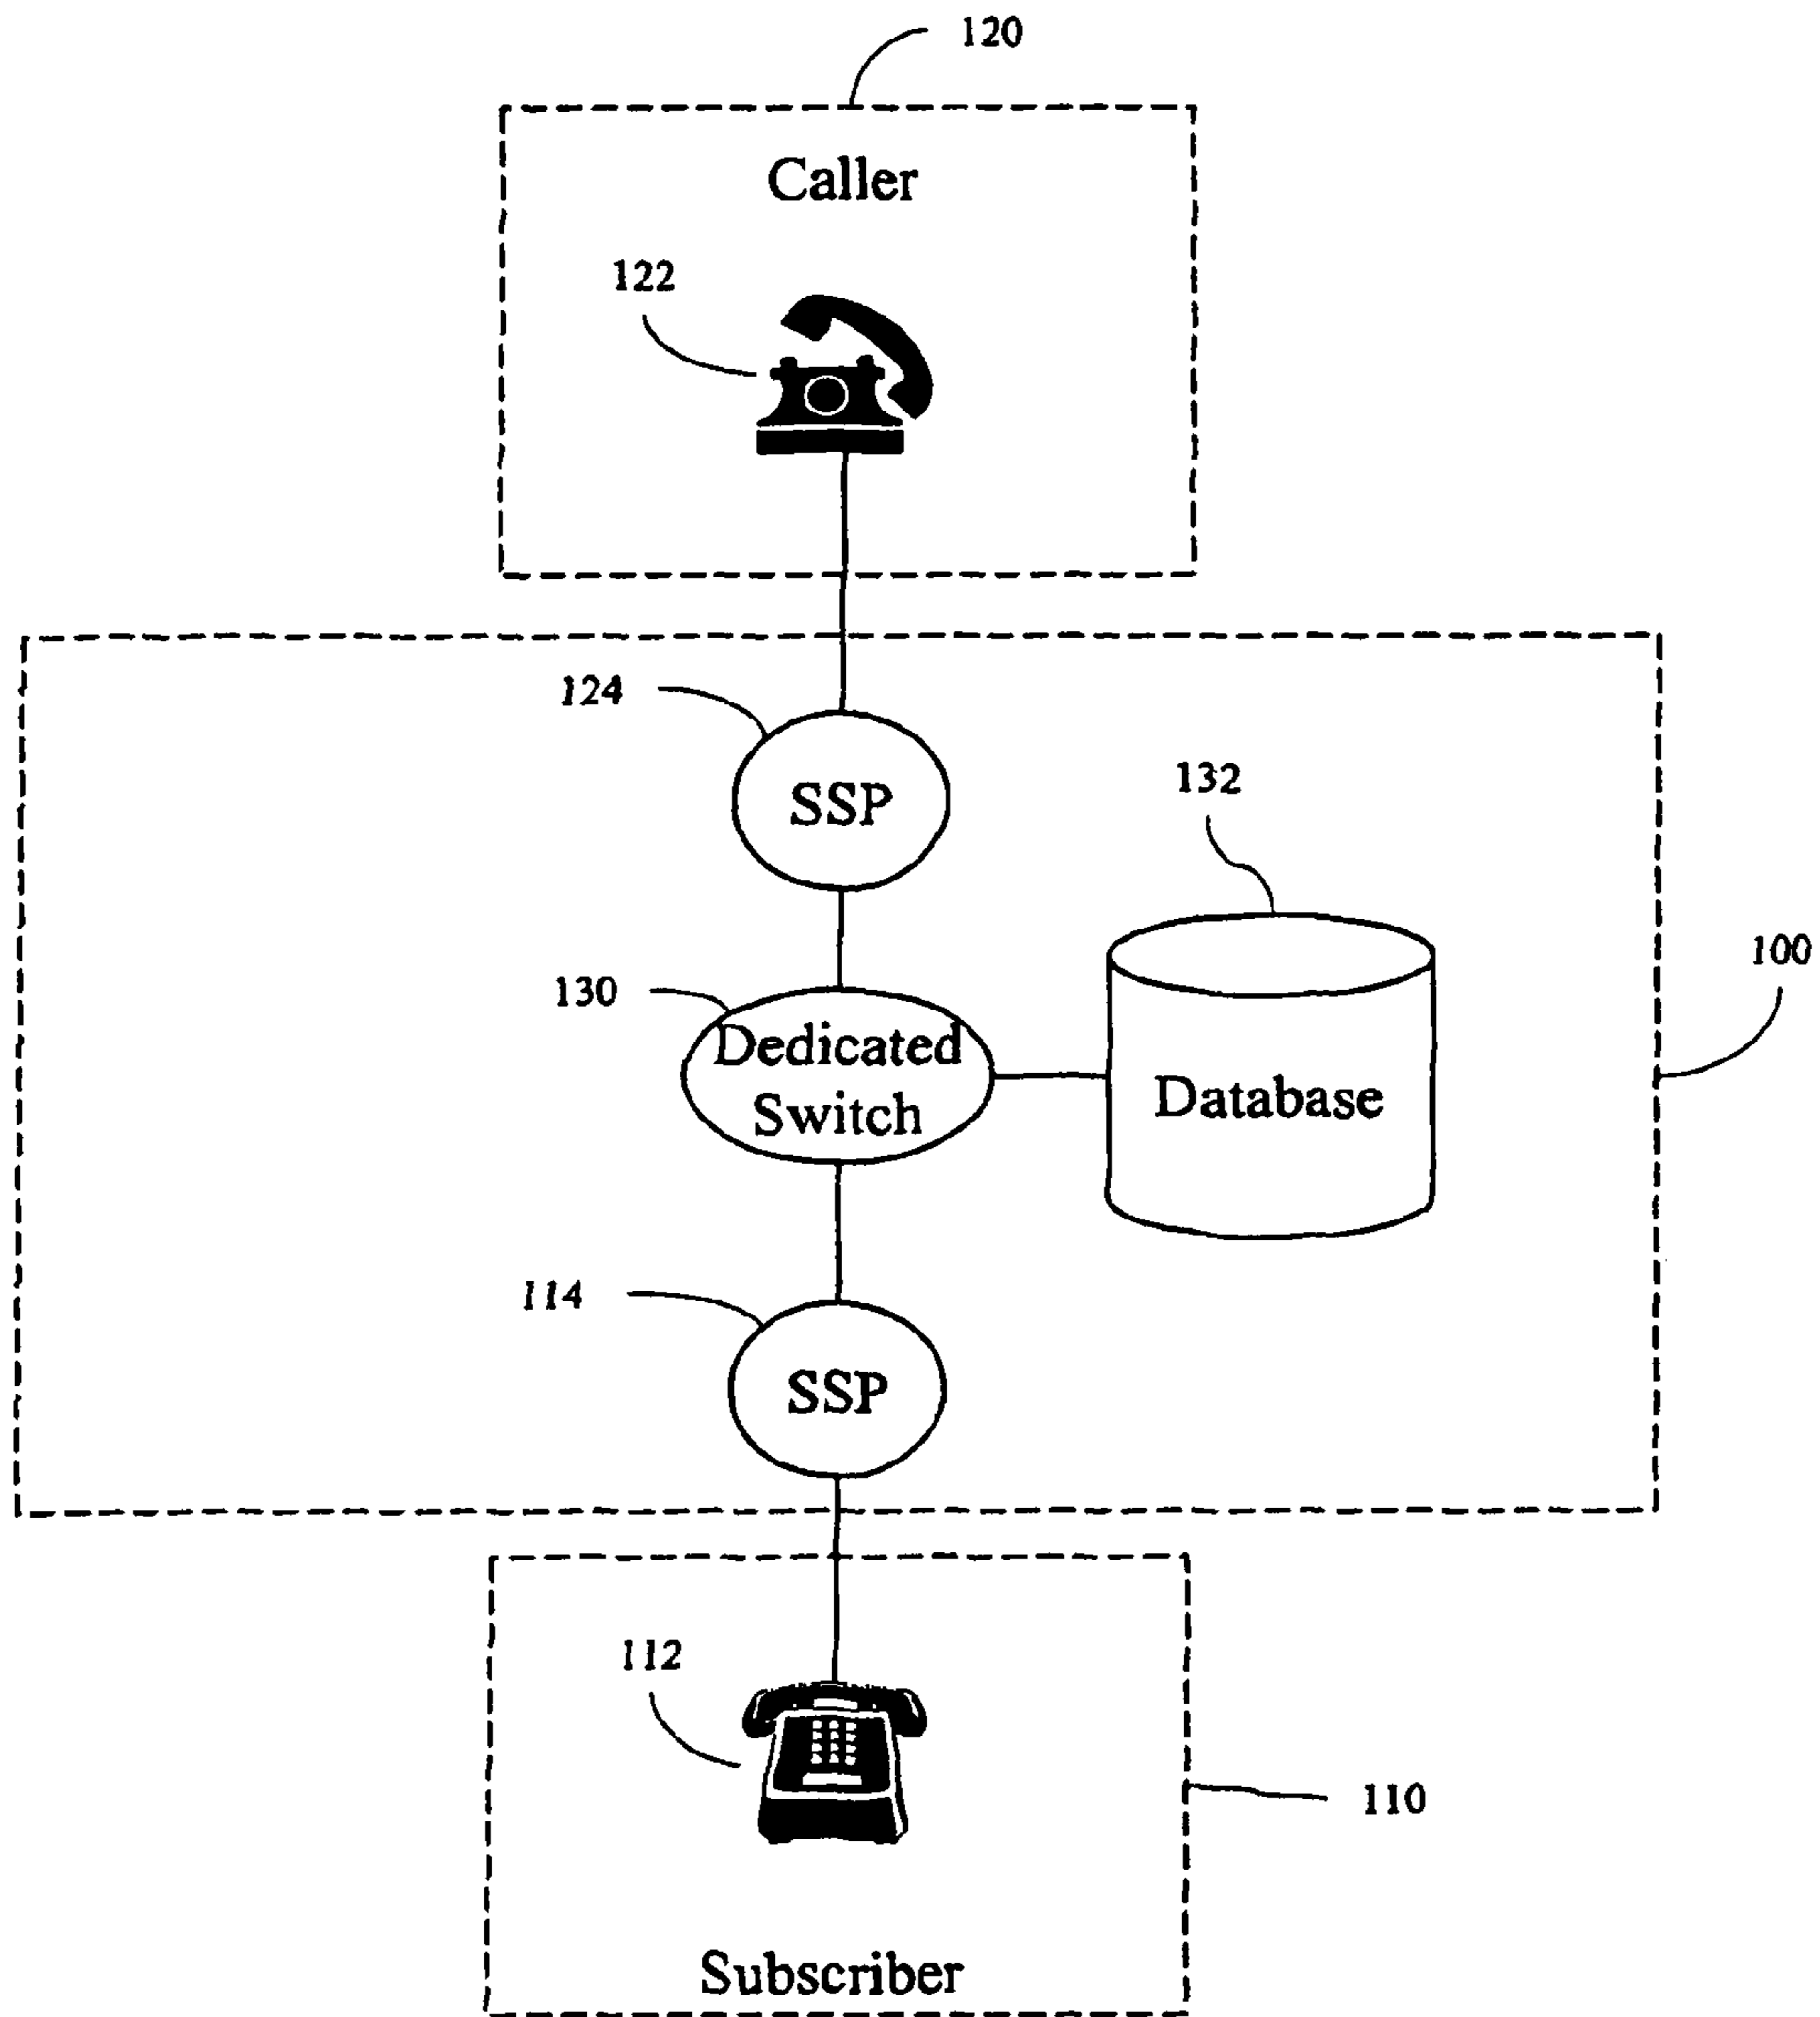 120
Caller
122
124
SSP
132
100
130
Dedicated
Switch
Database
114
SSP
112
110
Subscriber